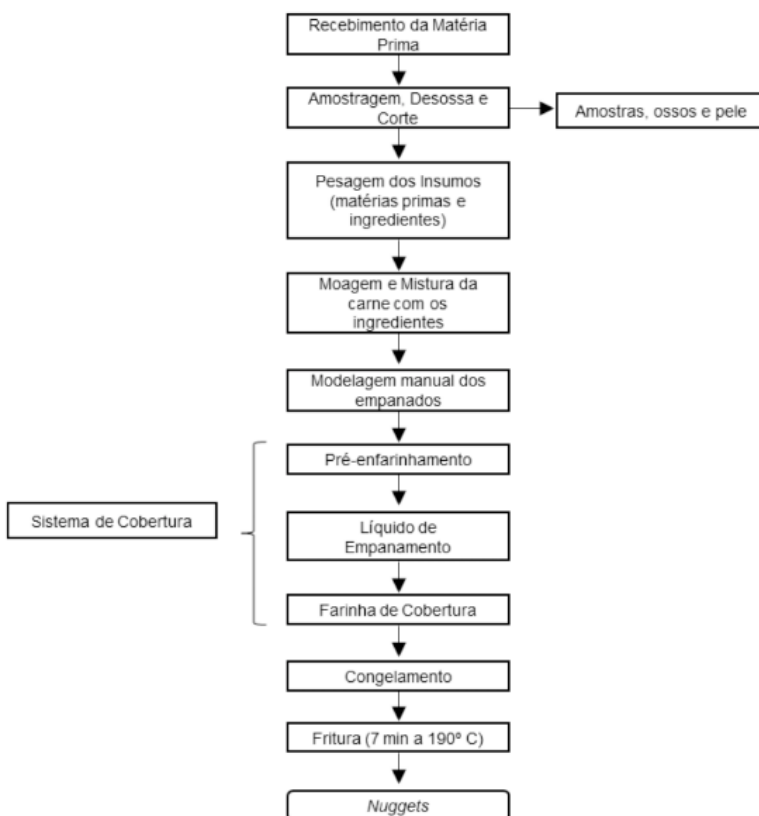 Recebimento da Matéria
Prima
Amostragem, Desossa e
Corte
Amostras, ossos e pele
Pesagem dos Insumos
(matérias primas e
ingredientes)
Moagem e Mistura da
carne com os
ingredientes
Modelagem manual dos
empanados
Pré-enfarinhamento
Sistema de Cobertura
Líquido de
Empanamento
Farinha de Cobertura
Congelamento
Fritura (7 min a 190º C)
Nuggets